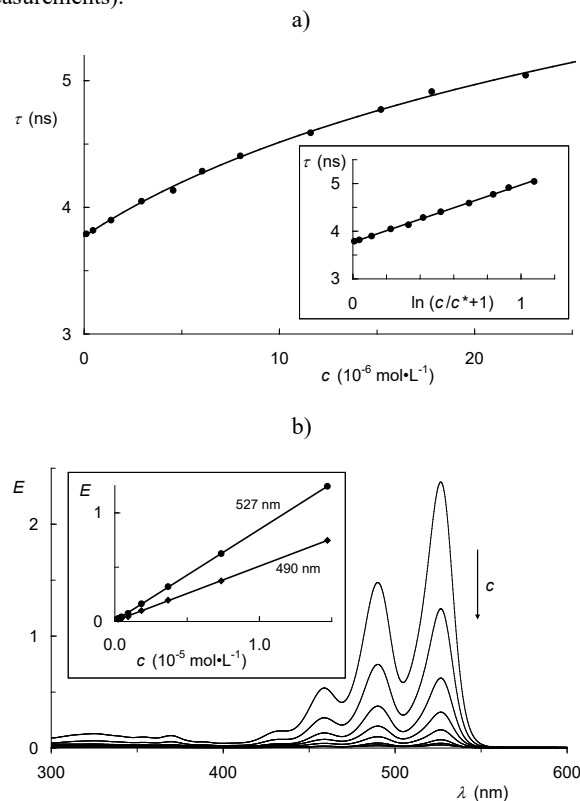 asurements).
a)
5
τ (ns)
4
3
0
10
20
c (10⁻⁶ mol•L⁻¹)
τ (ns)
5
4
3
0
ln (c/c*+1)
1
b)
E
2
1
0
300
400
500
600
λ (nm)
c
E
1
0
527 nm
490 nm
0.0
1.0
c (10⁻⁵ mol•L⁻¹)